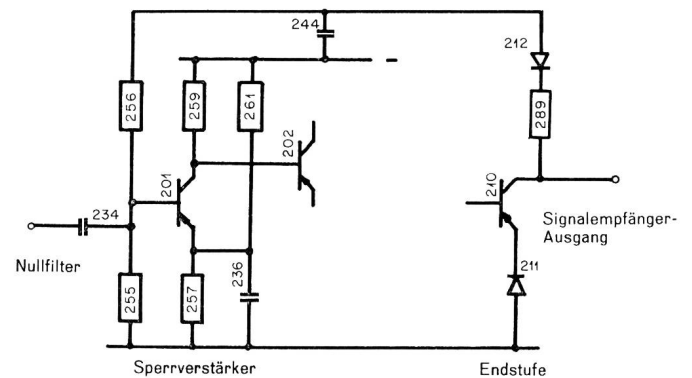 244
212
256
259
261
289
202
201
210
234
Signalempfänger-
Ausgang
Nullfilter
236
211
255
257
Sperrverstärker
Endstufe